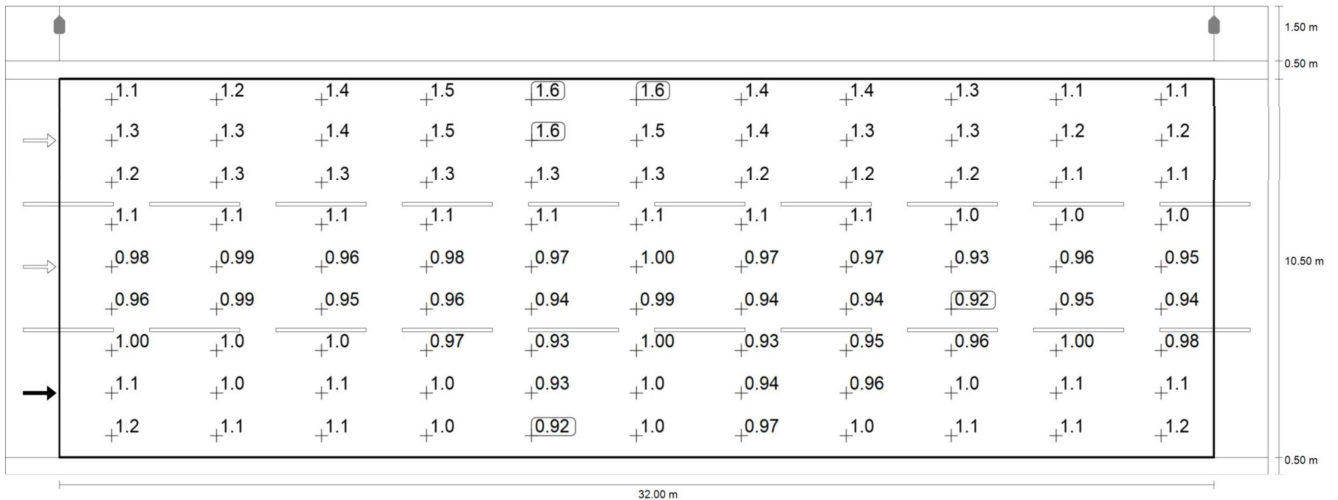 1.50 m
0.50 m
1.1 1.2 1.4 1.5 1.6 1.6 1.4 1.4 1.3 1.1 1.1
1.3 1.3 1.4 1.5 1.6 1.5 1.4 1.3 1.3 1.2 1.2
1.2 1.3 1.3 1.3 1.3 1.3 1.2 1.2 1.2 1.1 1.1
1.1 1.1 1.1 1.1 1.1 1.1 1.1 1.1 1.0 1.0 1.0
0.98 0.99 0.96 0.98 0.97 1.00 0.97 0.97 0.93 0.96 0.95
10.50 m
0.96 0.99 0.95 0.96 0.94 0.99 0.94 0.94 0.92 0.95 0.94
1.00 1.0 1.0 0.97 0.93 1.00 0.93 0.95 0.96 1.00 0.98
1.1 1.0 1.1 1.0 0.93 1.0 0.94 0.96 1.0 1.1 1.1
1.2 1.1 1.1 1.0 0.92 1.0 0.97 1.0 1.1 1.1 1.2
0.50 m
32.00 m